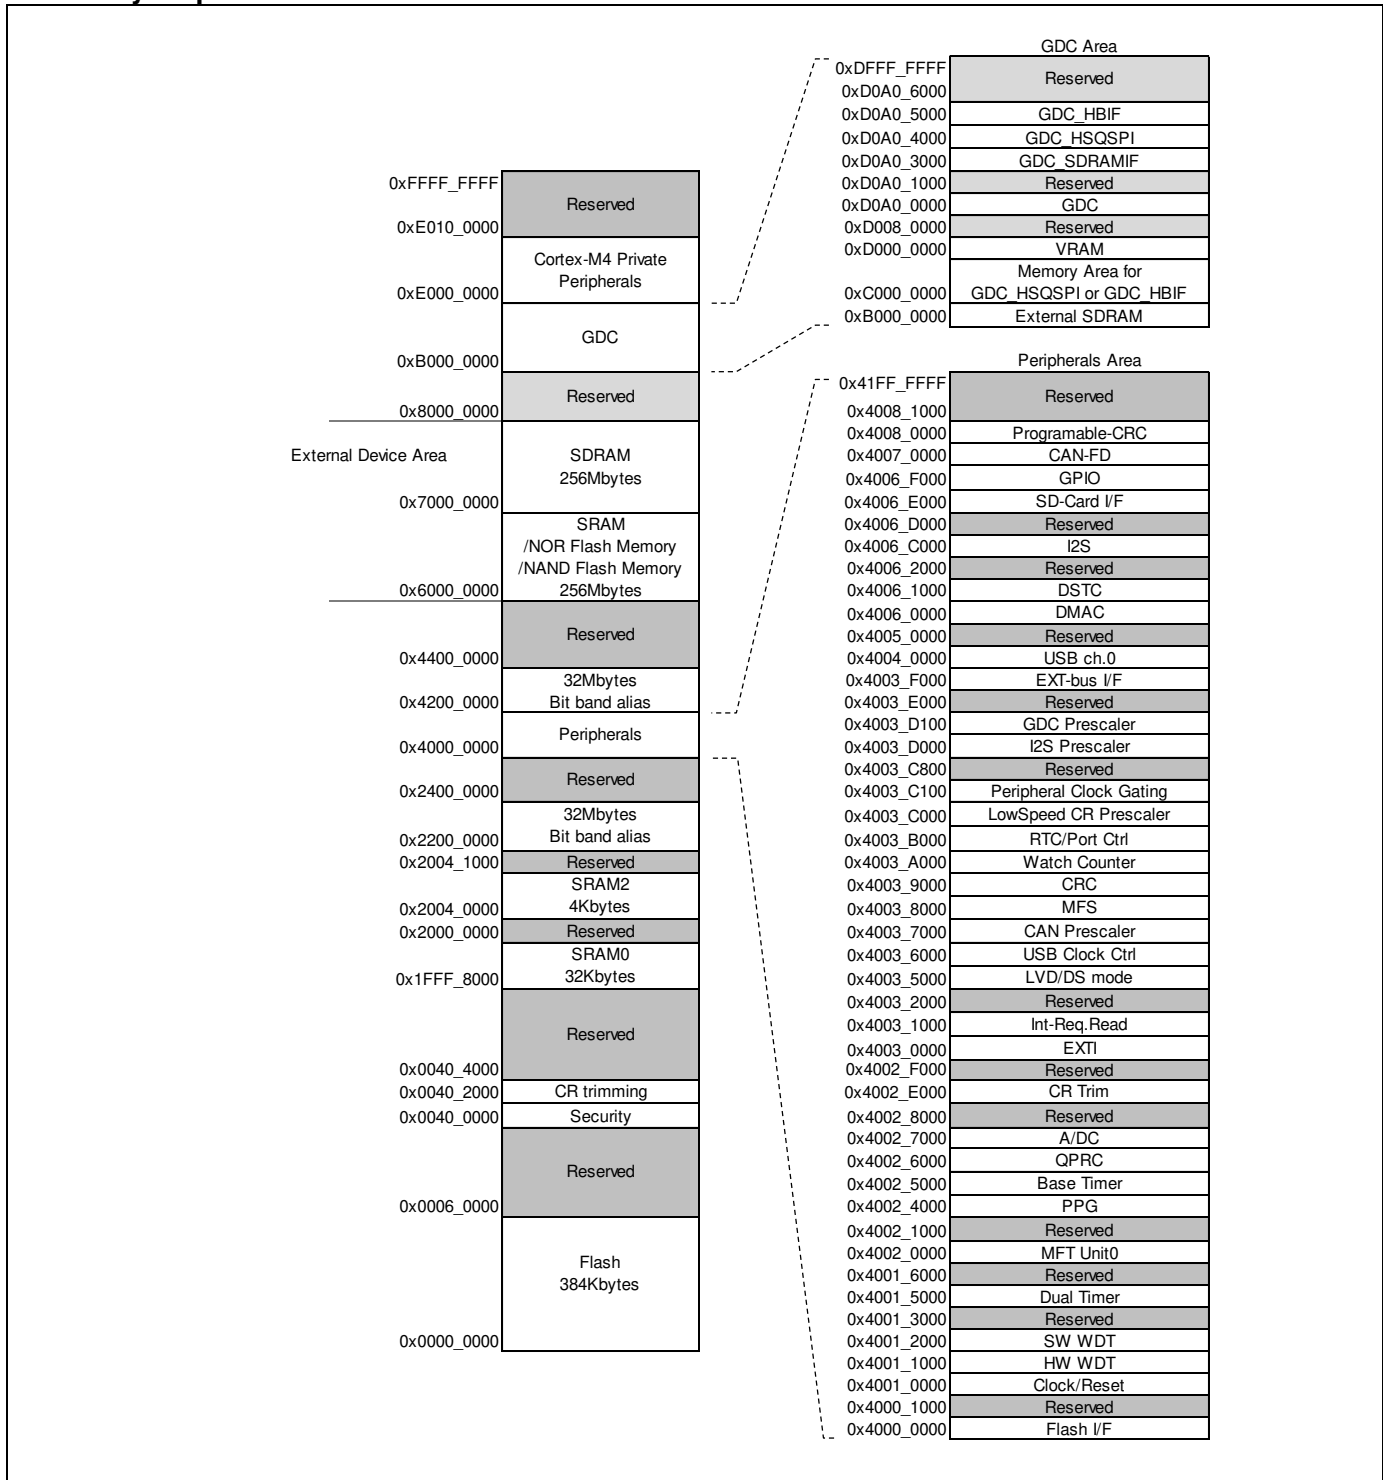 GDC Area
0xDFFF_FFFF
Reserved
0xD0A0_6000
0xD0A0_5000 GDC_HBIF
0xD0A0_4000 GDC_HSQSPI
0xD0A0_3000 GDC_SDRAMIF
0xD0A0_1000 Reserved
0xD0A0_0000 GDC
0xD008_0000 Reserved
0xD000_0000 VRAM
Memory Area for
0xC000_0000 GDC_HSQSPI or GDC_HBIF
0xB000_0000 External SDRAM
0xFFFF_FFFF
Reserved
0xE010_0000
Cortex-M4 Private
Peripherals
0xE000_0000
GDC
0xB000_0000
Reserved
0x8000_0000
External Device Area
SDRAM
256Mbytes
0x7000_0000
SRAM
/NOR Flash Memory
/NAND Flash Memory
0x6000_0000 256Mbytes
Reserved
0x4400_0000
32Mbytes
0x4200_0000 Bit band alias
Peripherals
0x4000_0000
Reserved
0x2400_0000
32Mbytes
0x2200_0000 Bit band alias
0x2004_1000 Reserved
SRAM2
0x2004_0000 4Kbytes
0x2000_0000 Reserved
SRAM0
0x1FFF_8000 32Kbytes
Reserved
0x0040_4000
0x0040_2000 CR trimming
0x0040_0000 Security
Reserved
0x0006_0000
Flash
384Kbytes
0x0000_0000
Peripherals Area
0x41FF_FFFF
Reserved
0x4008_1000
0x4008_0000 Programable-CRC
0x4007_0000 CAN-FD
0x4006_F000 GPIO
0x4006_E000 SD-Card I/F
0x4006_D000 Reserved
0x4006_C000 I2S
0x4006_2000 Reserved
0x4006_1000 DSTC
0x4006_0000 DMAC
0x4005_0000 Reserved
0x4004_0000 USB ch.0
0x4003_F000 EXT-bus I/F
0x4003_E000 Reserved
0x4003_D100 GDC Prescaler
0x4003_D000 I2S Prescaler
0x4003_C800 Reserved
0x4003_C100 Peripheral Clock Gating
0x4003_C000 LowSpeed CR Prescaler
0x4003_B000 RTC/Port Ctrl
0x4003_A000 Watch Counter
0x4003_9000 CRC
0x4003_8000 MFS
0x4003_7000 CAN Prescaler
0x4003_6000 USB Clock Ctrl
0x4003_5000 LVD/DS mode
0x4003_2000 Reserved
0x4003_1000 Int-Req.Read
0x4003_0000 EXTI
0x4002_F000 Reserved
0x4002_E000 CR Trim
0x4002_8000 Reserved
0x4002_7000 A/DC
0x4002_6000 QPRC
0x4002_5000 Base Timer
0x4002_4000 PPG
0x4002_1000 Reserved
0x4002_0000 MFT Unit0
0x4001_6000 Reserved
0x4001_5000 Dual Timer
0x4001_3000 Reserved
0x4001_2000 SW WDT
0x4001_1000 HW WDT
0x4001_0000 Clock/Reset
0x4000_1000 Reserved
0x4000_0000 Flash I/F